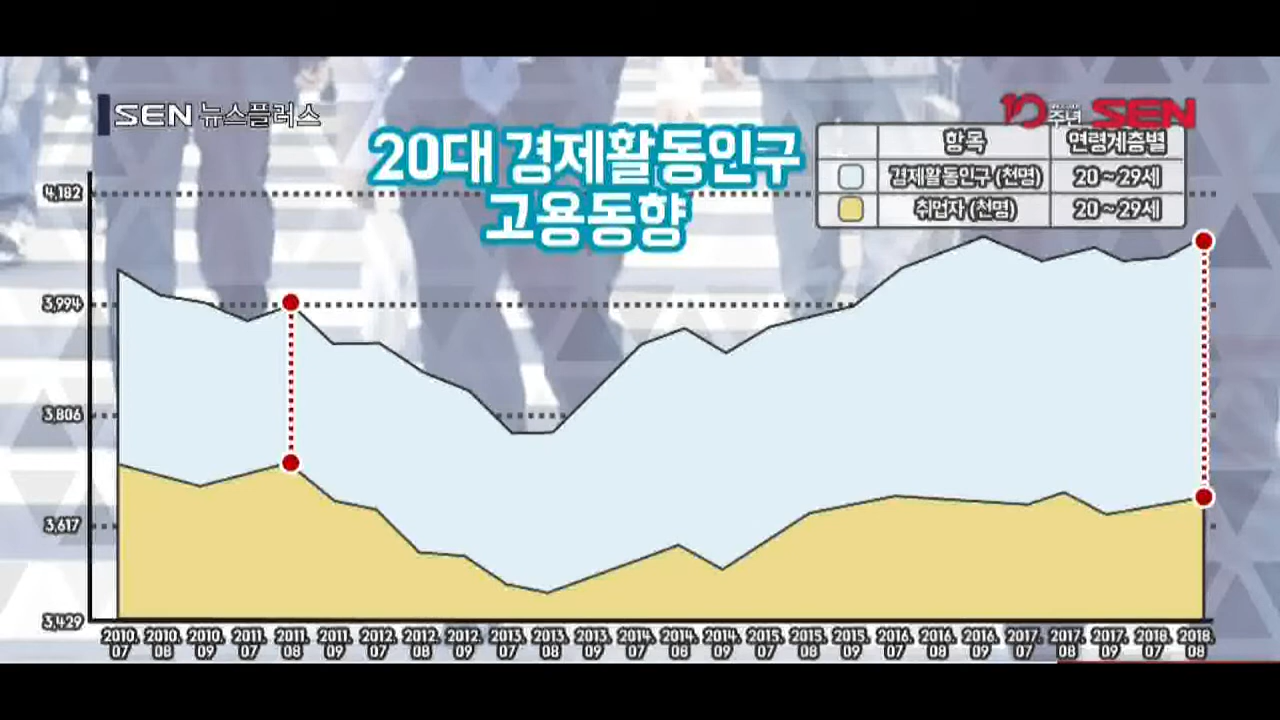 SEN 뉴스플러스
10주년 SEN
20대 경제활동인구
고용동향
항목 연령계층별
경제활동인구 (천명) 20~29세
취업자 (천명) 20~29세
4,182
3,994
3,806
3,617
3,429
2010. 07 2010. 08 2010. 09 2011. 07 2011. 08 2011. 09 2012. 07 2012. 08 2012. 09 2013. 07 2013. 08 2013. 09 2014. 07 2014. 08 2014. 09 2015. 07 2015. 08 2015. 09 2016. 07 2016. 08 2016. 09 2017. 07 2017. 08 2017. 09 2018. 07 2018. 08